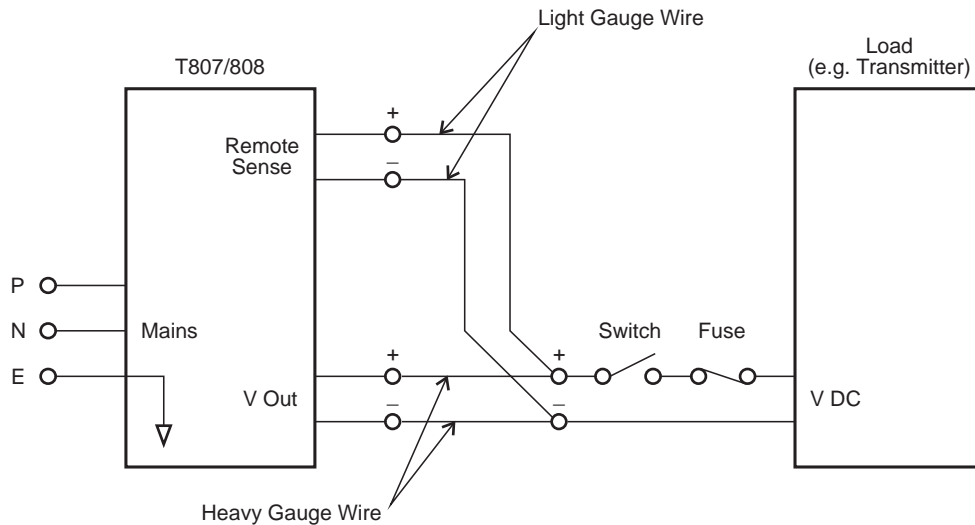 Light Gauge Wire
T807/808
Load
(e.g. Transmitter)
+
Remote
Sense
–
P
N
Mains
E
Switch
Fuse
+
+
V Out
–
–
V DC
Heavy Gauge Wire